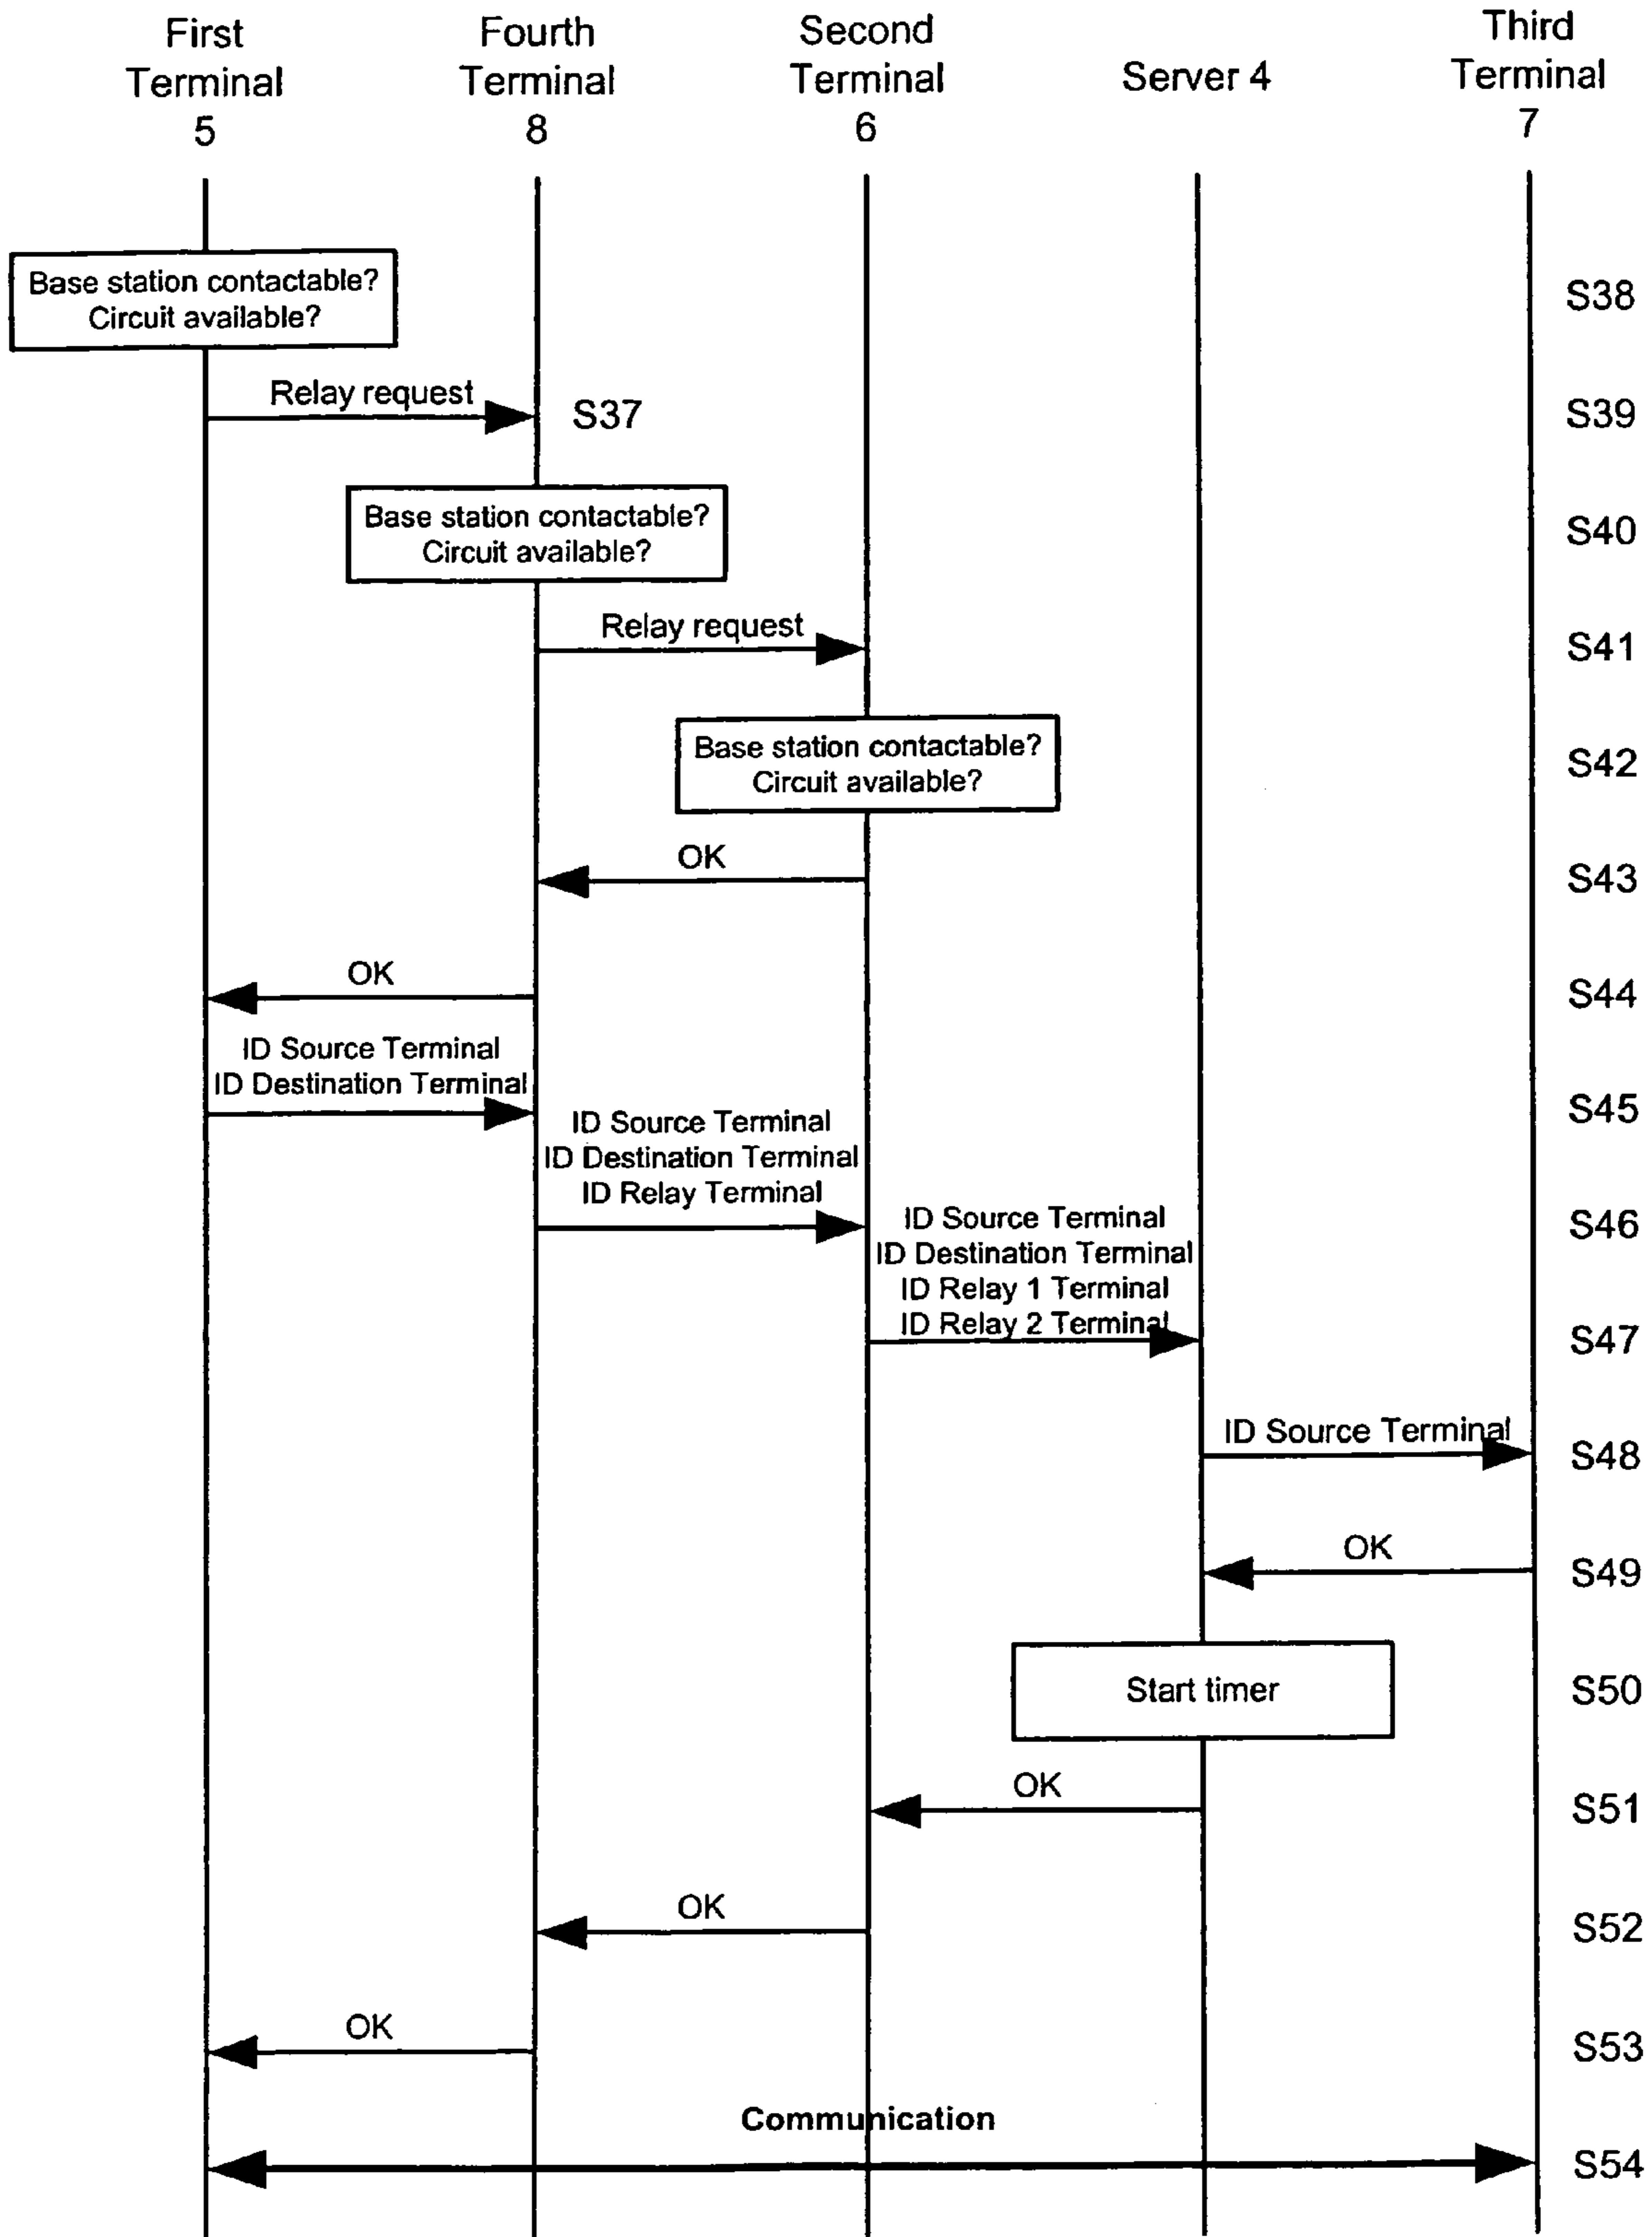 First
Terminal
5
Fourth
Terminal
8
Second
Terminal
6
Server 4
Third
Terminal
7
Base station contactable?
Circuit available?
S38
Relay request
S37
S39
Base station contactable?
Circuit available?
S40
Relay request
S41
Base station contactable?
Circuit available?
S42
OK
S43
OK
S44
ID Source Terminal
ID Destination Terminal
S45
ID Source Terminal
ID Destination Terminal
ID Relay Terminal
S46
ID Source Terminal
ID Destination Terminal
ID Relay 1 Terminal
ID Relay 2 Terminal
S47
ID Source Terminal
S48
OK
S49
Start timer
S50
OK
S51
OK
S52
OK
S53
Communication
S54